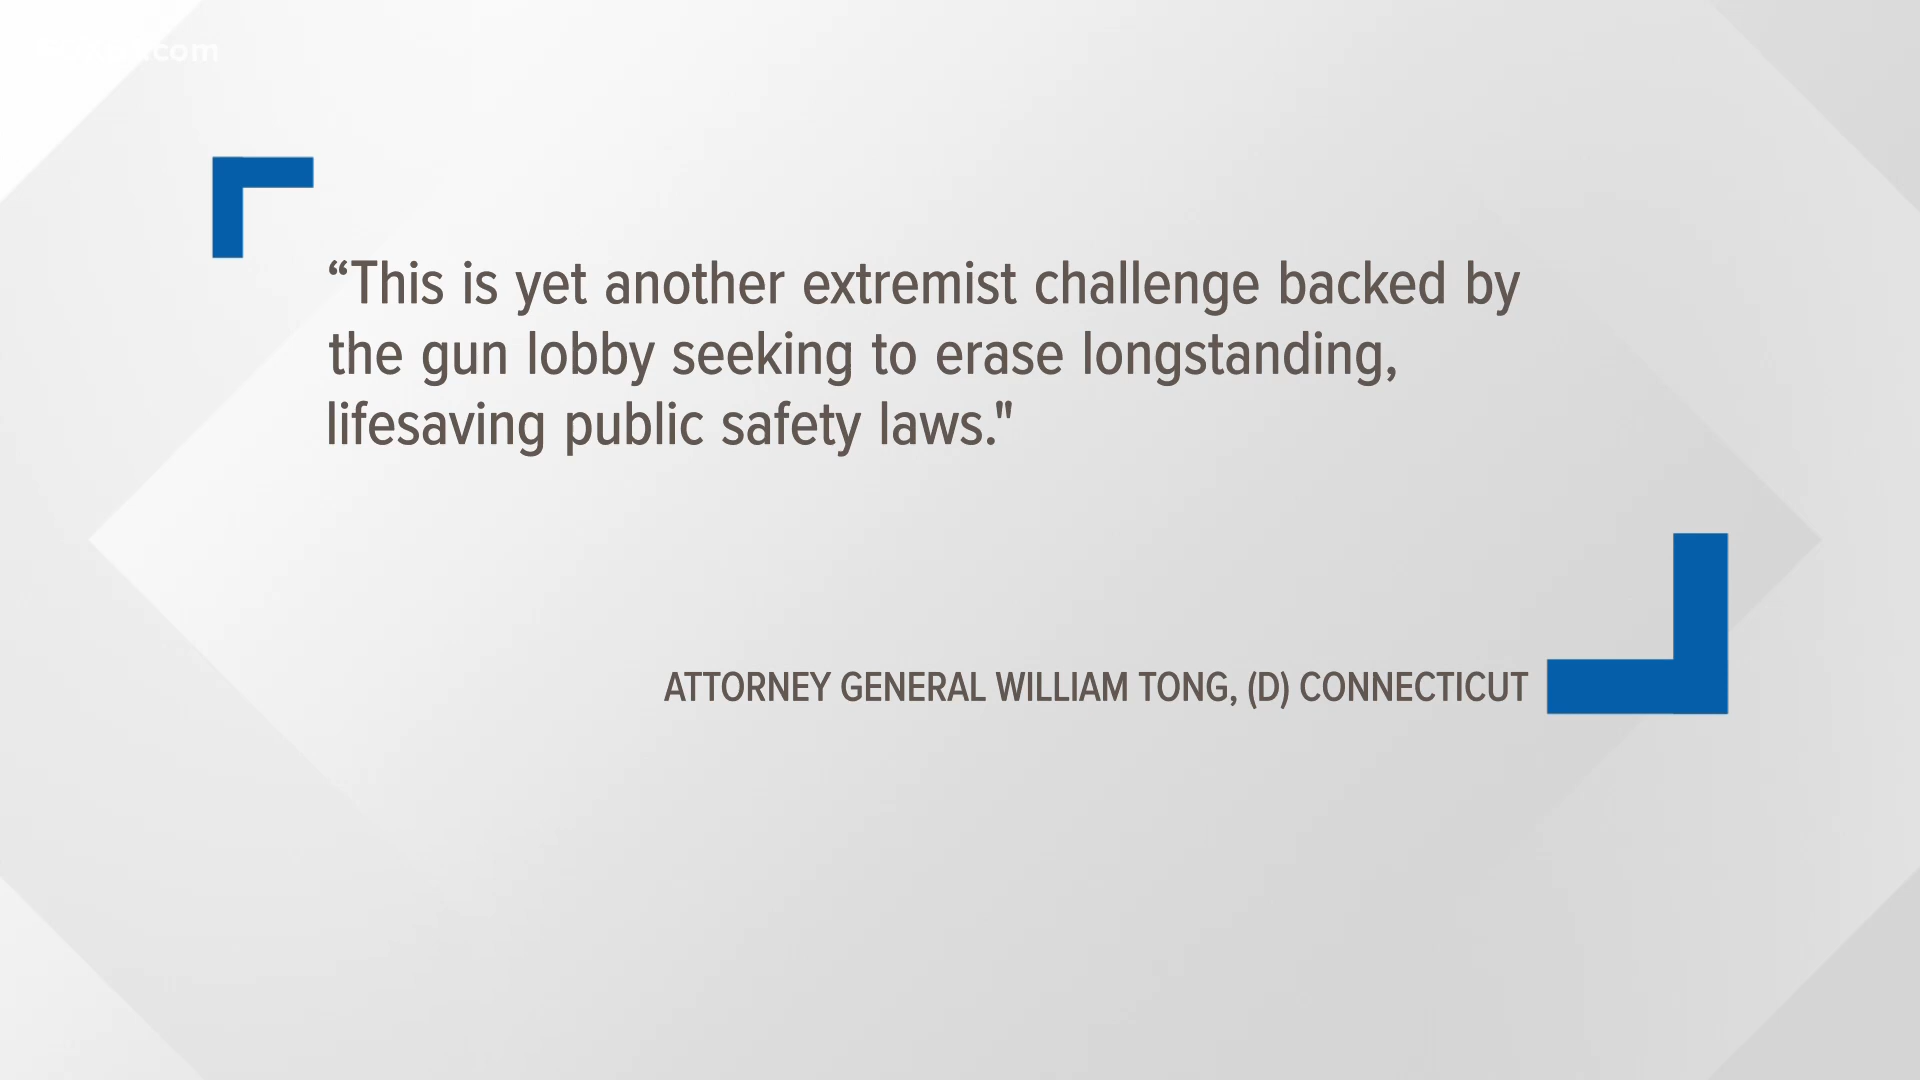 “This is yet another extremist challenge backed by
the gun lobby seeking to erase longstanding,
lifesaving public safety laws."
ATTORNEY GENERAL WILLIAM TONG, (D) CONNECTICUT